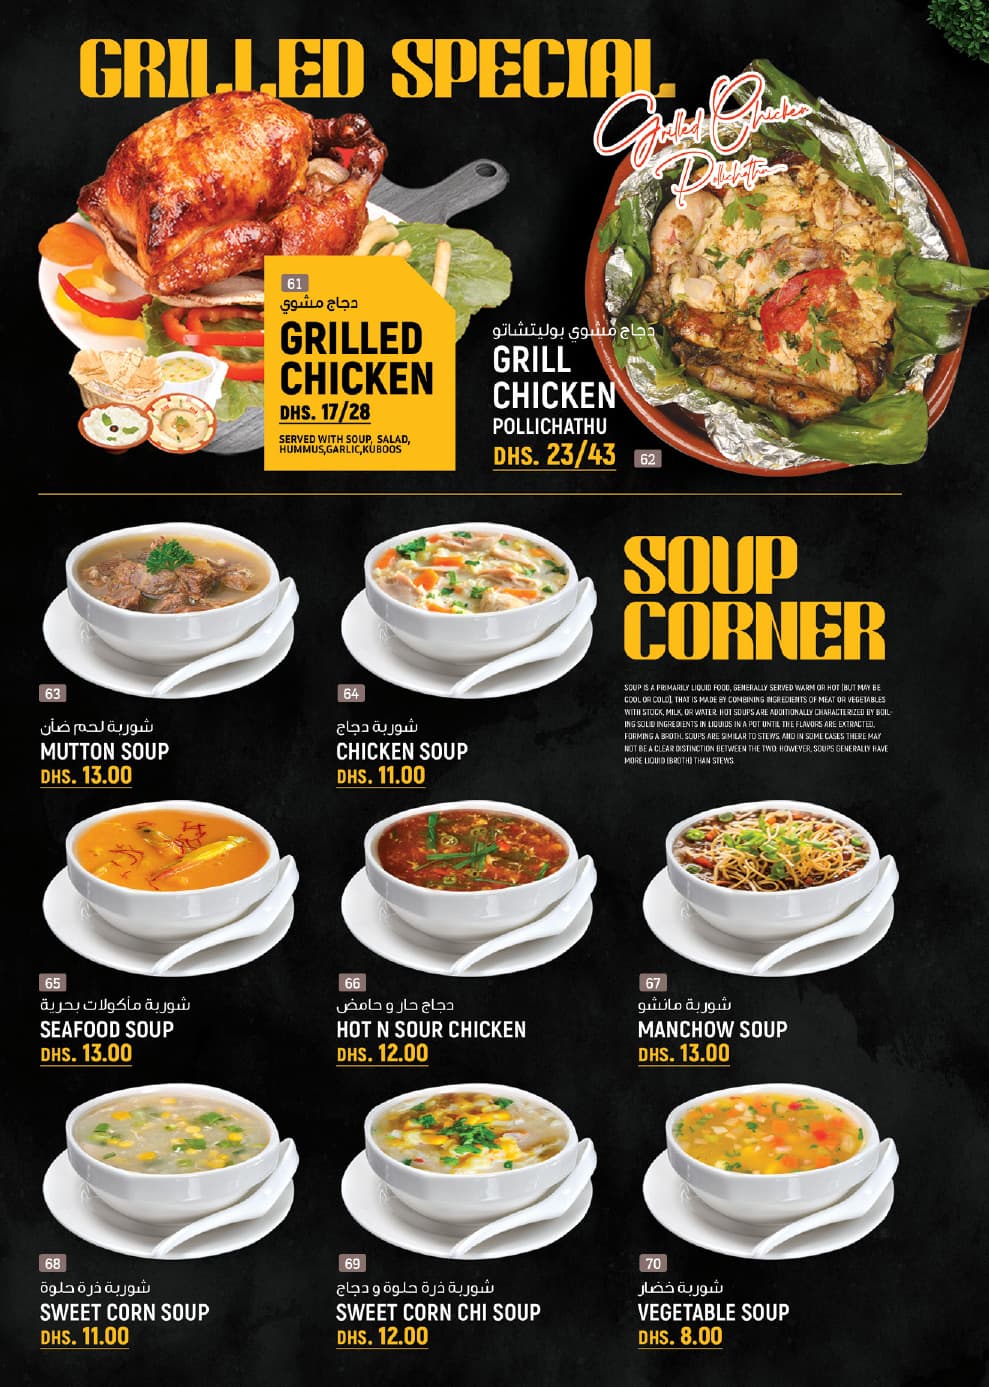 GRILLED SPECIAL
Grilled Chicken
Pollichathu
61
دجاج مشوي
GRILLED
CHICKEN
DHS. 17/28
SERVED WITH SOUP, SALAD,
HUMMUS,GARLIC,KUBOOS
دجاج مشوي بوليتشاتو
GRILL
CHICKEN
POLLICHATHU
DHS. 23/43
62
SOUP
CORNER
SOUP IS A PRIMARILY LIQUID FOOD, GENERALLY SERVED WARM OR HOT (BUT MAY BE
COOL OR COLD), THAT IS MADE BY COMBINING INGREDIENTS OF MEAT OR VEGETABLES
WITH STOCK, MILK, OR WATER. HOT SOUPS ARE ADDITIONALLY CHARACTERIZED BY BOIL-
ING SOLID INGREDIENTS IN LIQUIDS IN A POT UNTIL THE FLAVORS ARE EXTRACTED,
FORMING A BROTH. SOUPS ARE SIMILAR TO STEWS, AND IN SOME CASES THERE MAY
NOT BE A CLEAR DISTINCTION BETWEEN THE TWO; HOWEVER, SOUPS GENERALLY HAVE
MORE LIQUID (BROTH) THAN STEWS.
63
شوربة لحم ضأن
MUTTON SOUP
DHS. 13.00
64
شوربة دجاج
CHICKEN SOUP
DHS. 11.00
65
شوربة مأكولات بحرية
SEAFOOD SOUP
DHS. 13.00
66
دجاج حار و حامض
HOT N SOUR CHICKEN
DHS. 12.00
67
شوربة مانشو
MANCHOW SOUP
DHS. 13.00
68
شوربة ذرة حلوة
SWEET CORN SOUP
DHS. 11.00
69
شوربة ذرة حلوة و دجاج
SWEET CORN CHI SOUP
DHS. 12.00
70
شوربة خضار
VEGETABLE SOUP
DHS. 8.00